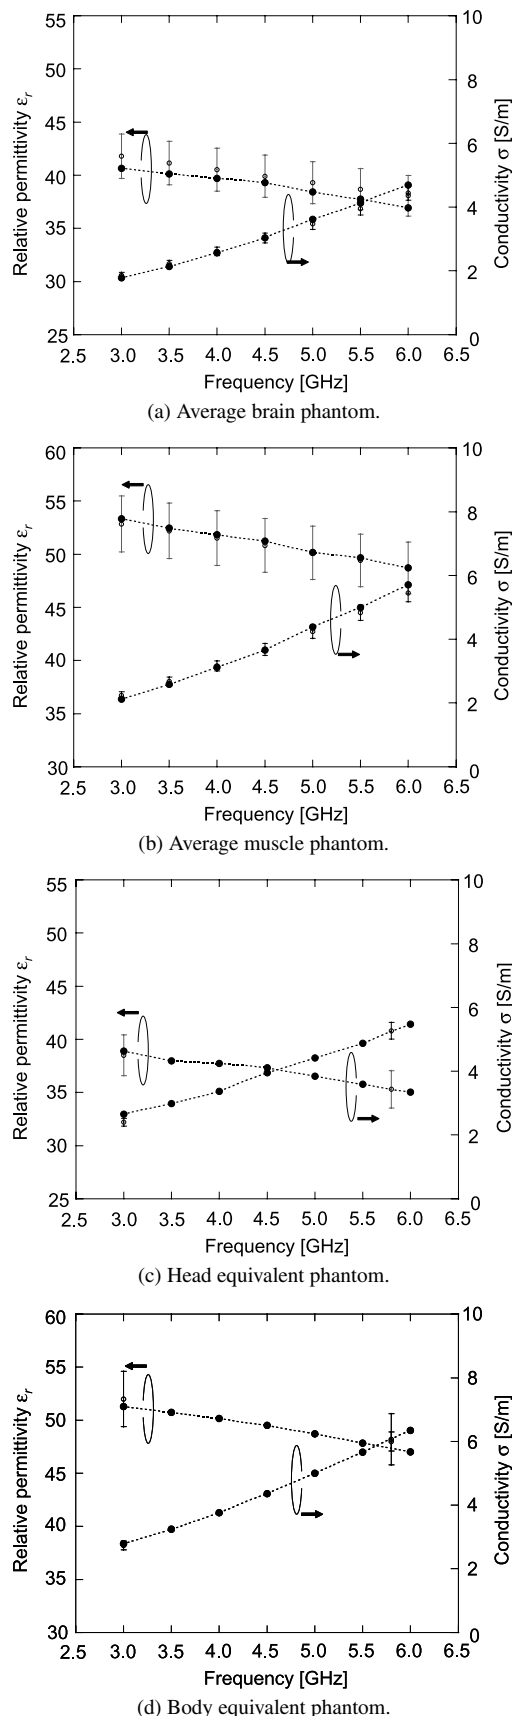 55
50
45
40
35
30
25
Relative permittivity εr
10
8
6
4
2
0
Conductivity σ [S/m]
2.5 3.0 3.5 4.0 4.5 5.0 5.5 6.0 6.5
Frequency [GHz]
(a) Average brain phantom.
60
55
50
45
40
35
30
Relative permittivity εr
10
8
6
4
2
0
Conductivity σ [S/m]
2.5 3.0 3.5 4.0 4.5 5.0 5.5 6.0 6.5
Frequency [GHz]
(b) Average muscle phantom.
55
50
45
40
35
30
25
Relative permittivity εr
10
8
6
4
2
0
Conductivity σ [S/m]
2.5 3.0 3.5 4.0 4.5 5.0 5.5 6.0 6.5
Frequency [GHz]
(c) Head equivalent phantom.
60
55
50
45
40
35
30
Relative permittivity εr
10
8
6
4
2
0
Conductivity σ [S/m]
2.5 3.0 3.5 4.0 4.5 5.0 5.5 6.0 6.5
Frequency [GHz]
(d) Body equivalent phantom.